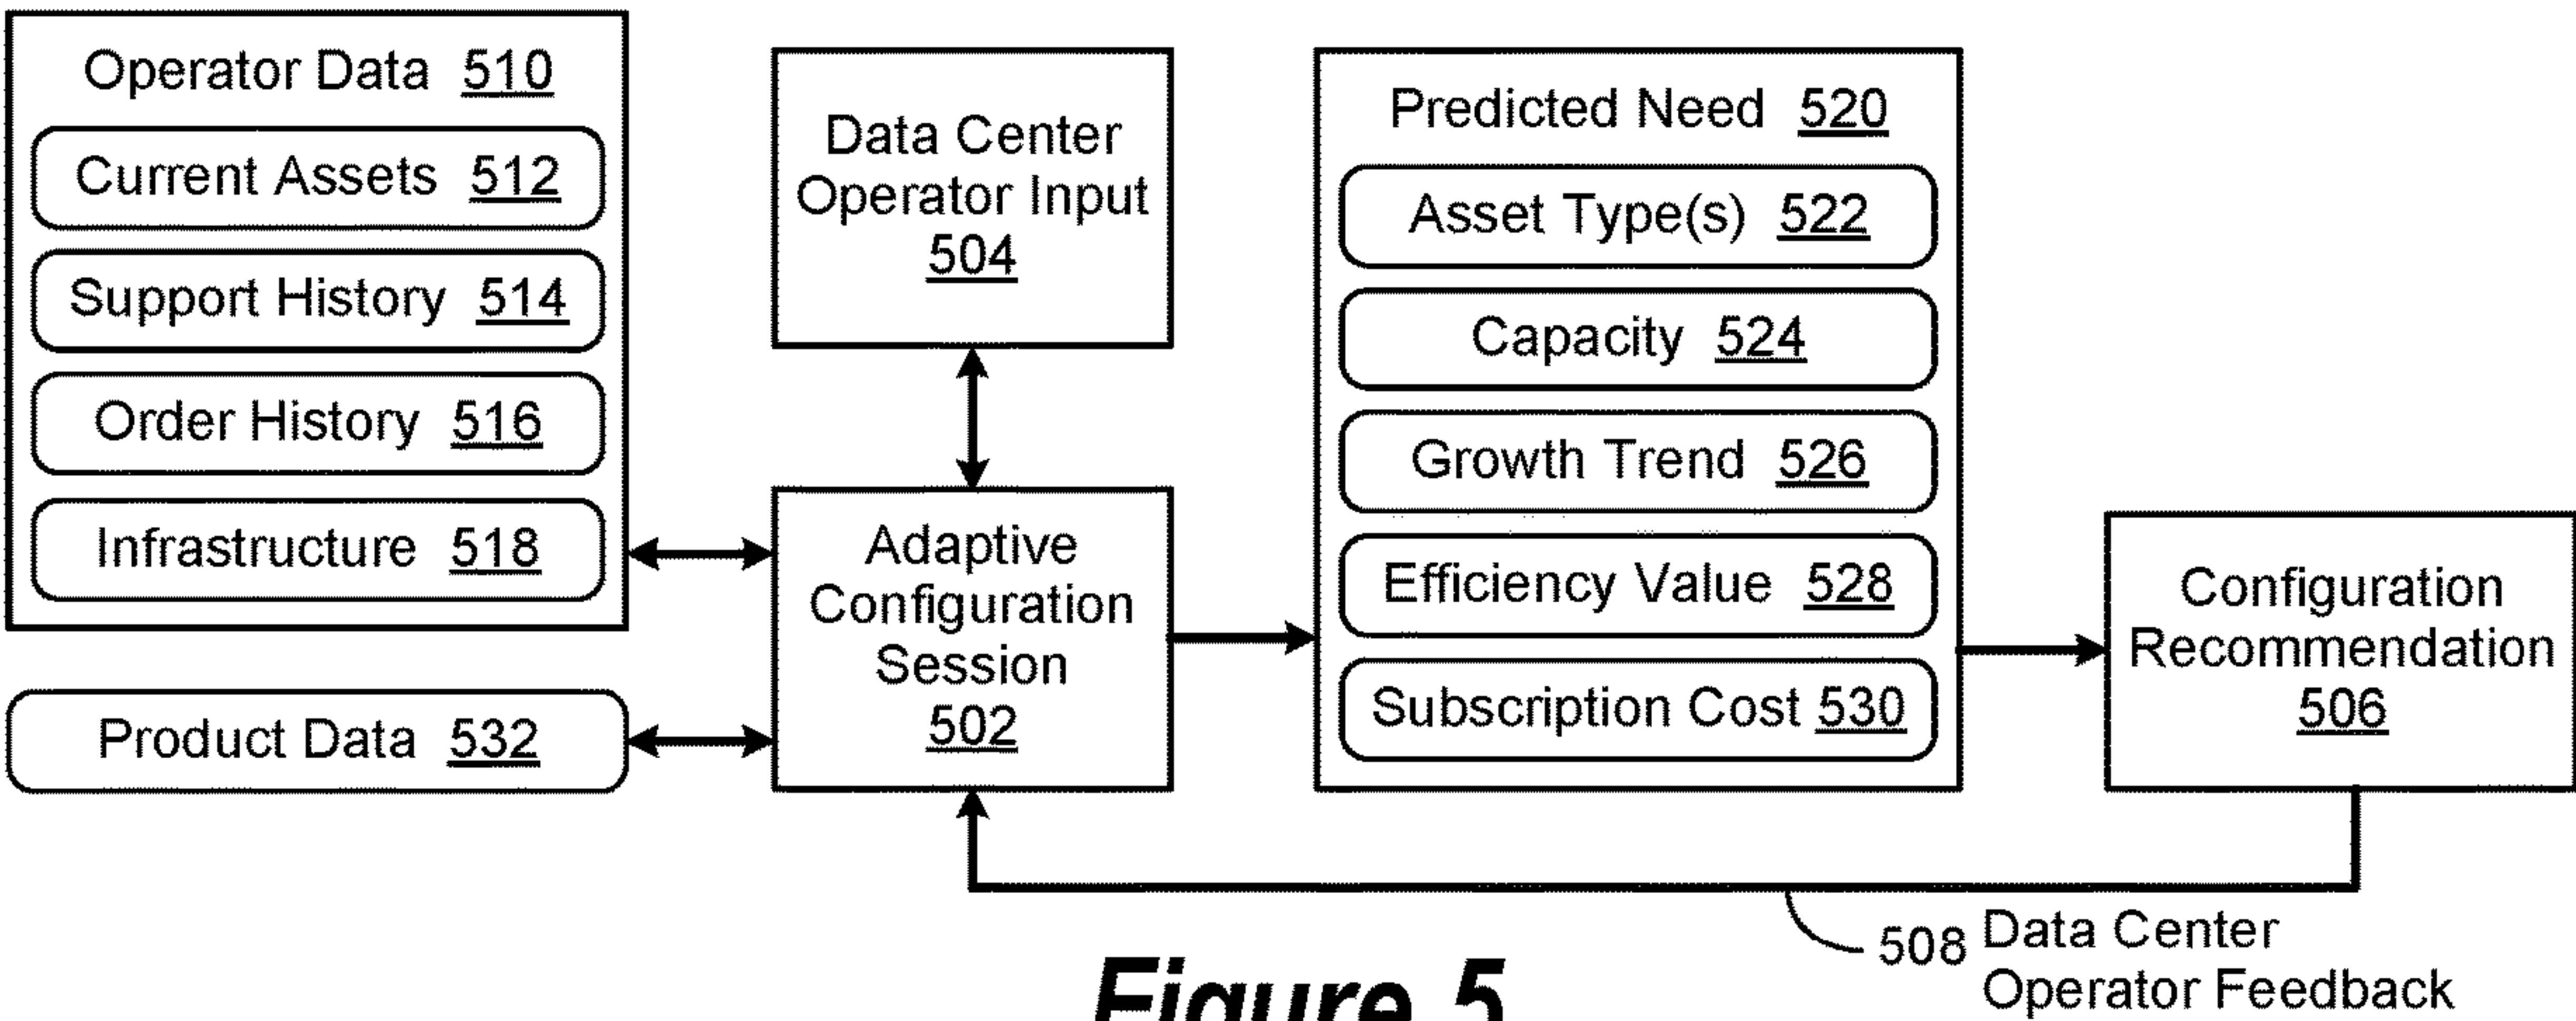 Operator Data 510
Current Assets 512
Support History 514
Order History 516
Infrastructure 518
Product Data 532
Data Center
Operator Input
504
Adaptive
Configuration
Session
502
Predicted Need 520
Asset Type(s) 522
Capacity 524
Growth Trend 526
Efficiency Value 528
Subscription Cost 530
Configuration
Recommendation
506
508 Data Center
Operator Feedback
Figure 5